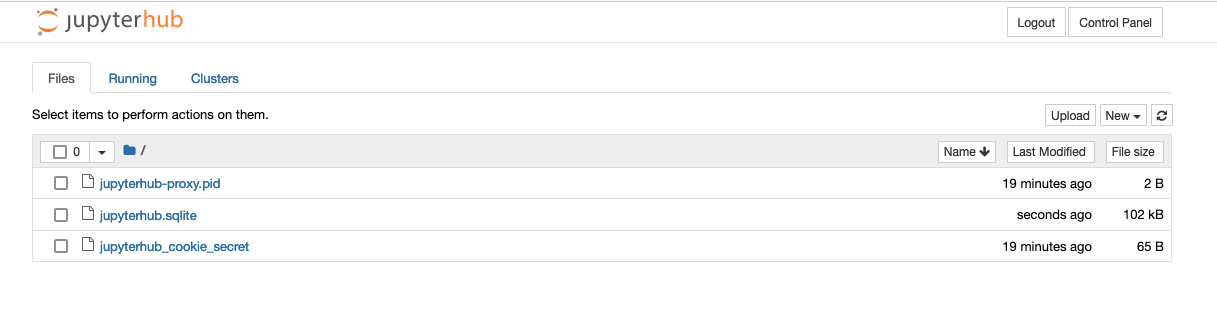 jupyterhub
Logout Control Panel
Files Running Clusters
Select items to perform actions on them.
Upload New
0 / Name Last Modified File size
jupyterhub-proxy.pid 19 minutes ago 2 B
jupyterhub.sqlite seconds ago 102 kB
jupyterhub_cookie_secret 19 minutes ago 65 B